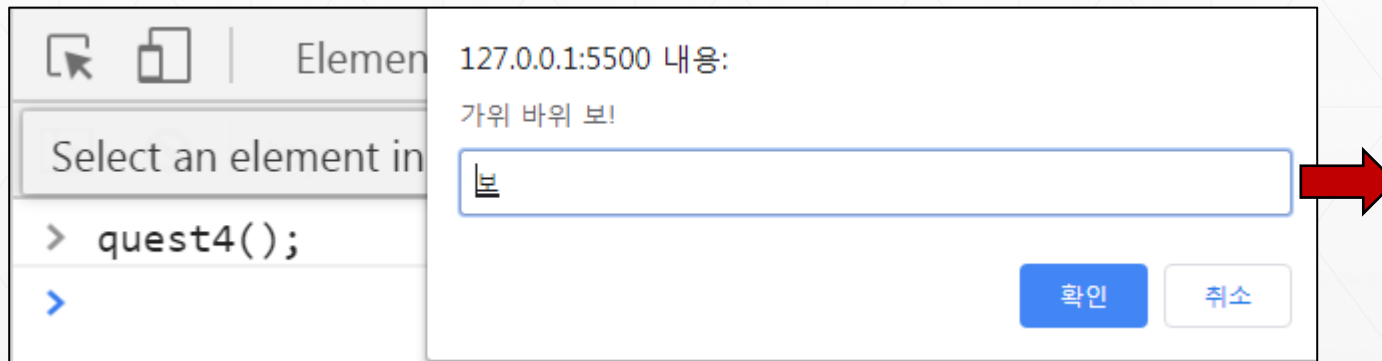 Elemen
Select an element in
> quest4();
>
127.0.0.1:5500 내용:
가위 바위 보!
보
확인 취소